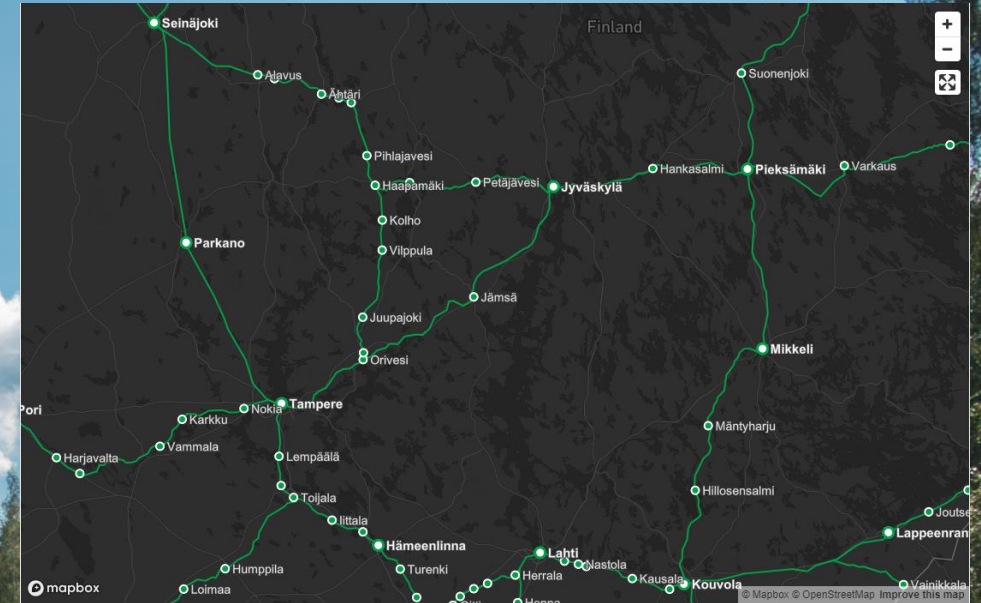 Finland
Seinäjoki
+
−
Alavus
Suonenjoki
Ähtäri
Pihlajavesi
Hankasalmi
Pieksämäki
Varkaus
Haapamäki
Petäjävesi
Jyväskylä
Kolho
Parkano
Vilppula
Jämsä
Juupajoki
Mikkeli
Orivesi
Tampere
Pori
Nokia
Karkku
Mäntyharju
Vammala
Harjavalta
Lempäälä
Hillosensalmi
Toijala
Joutse
Iittala
Lappeenran
Hämeenlinna
Lahti
Nastola
Humppila
Turenki
Herrala
Kausala
Kouvola
Vainikkala
mapbox
Loimaa
© Mapbox © OpenStreetMap Improve this map